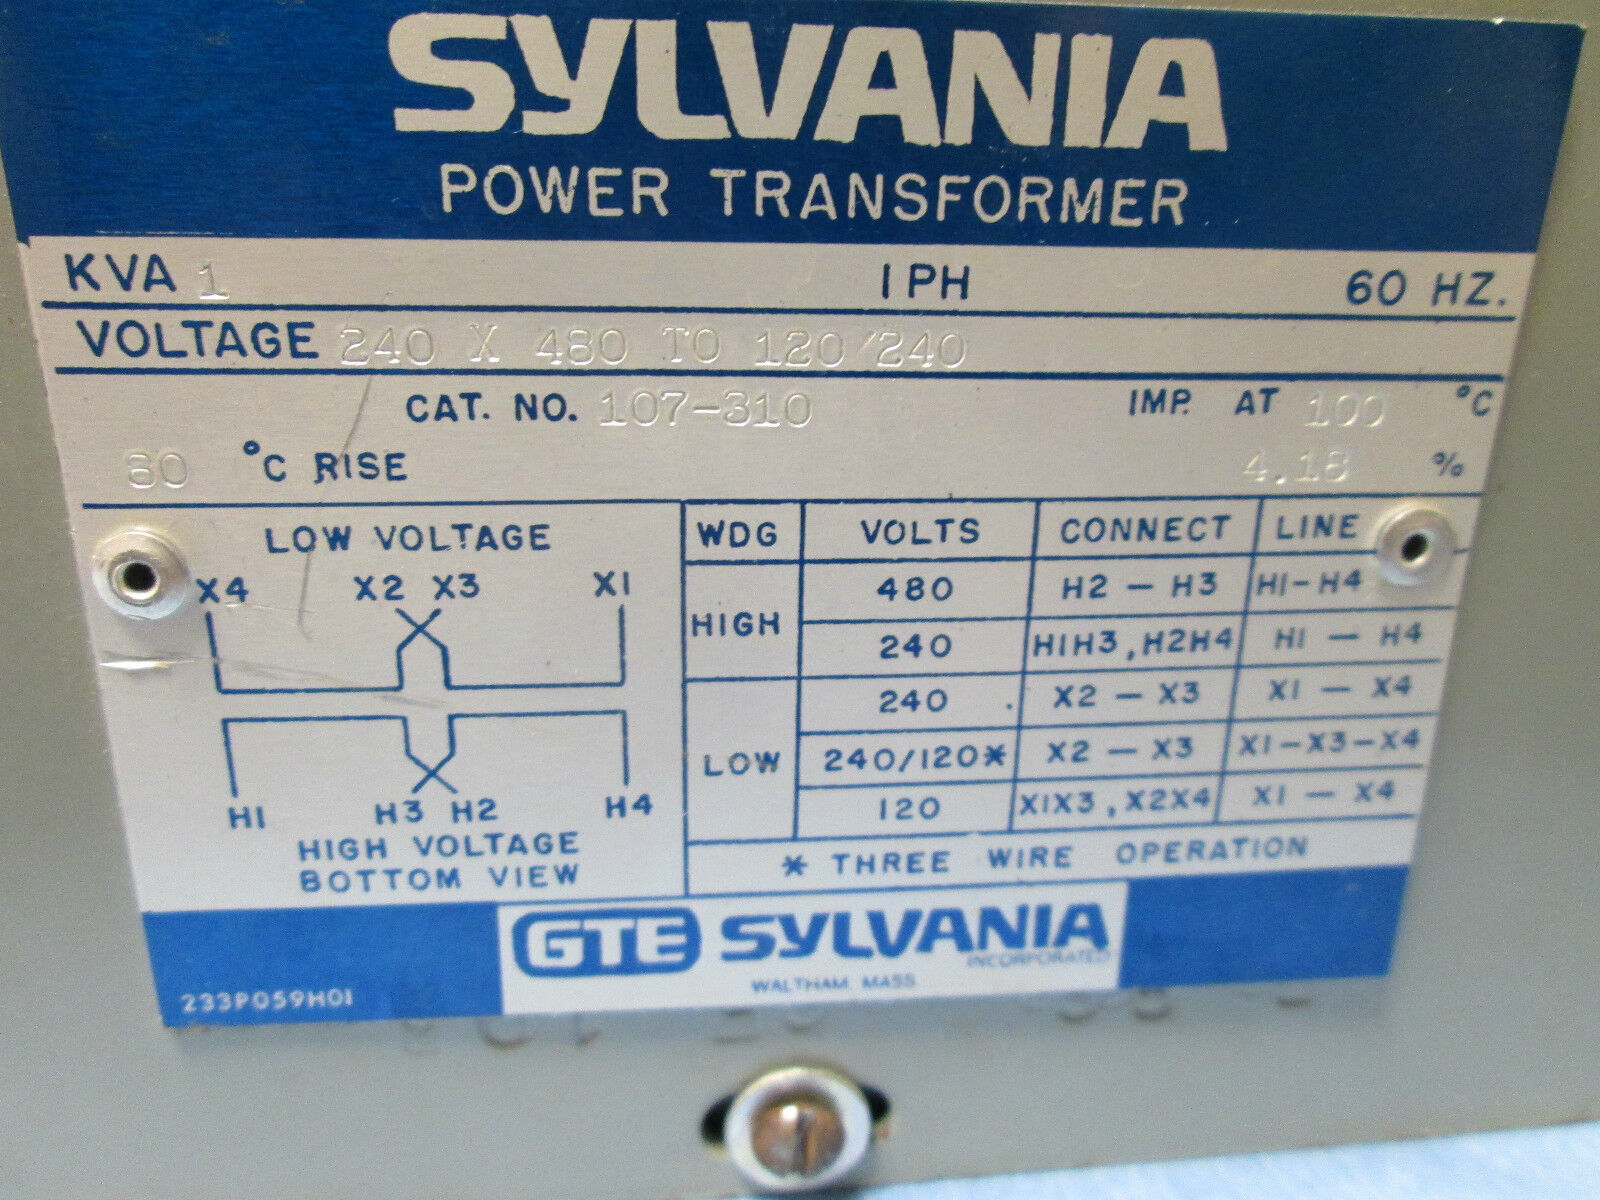 SYLVANIA
POWER TRANSFORMER
KVA 1 1 PH 60 HZ.
VOLTAGE 240 X 480 TO 120/240
CAT. NO. 107-310 IMP. AT 100 °C
80 °C RISE 4.18 %
LOW VOLTAGE
X4 X2 X3 X1
H1 H3 H2 H4
HIGH VOLTAGE
BOTTOM VIEW
WDG VOLTS CONNECT LINE
HIGH
480 H2 - H3 H1-H4
240 H1H3, H2H4 H1 - H4
LOW
240 X2 - X3 X1 - X4
240/120* X2 - X3 X1-X3-X4
120 X1X3, X2X4 X1 - X4
* THREE WIRE OPERATION
GTE SYLVANIA
INCORPORATED
WALTHAM, MASS
233P059H01